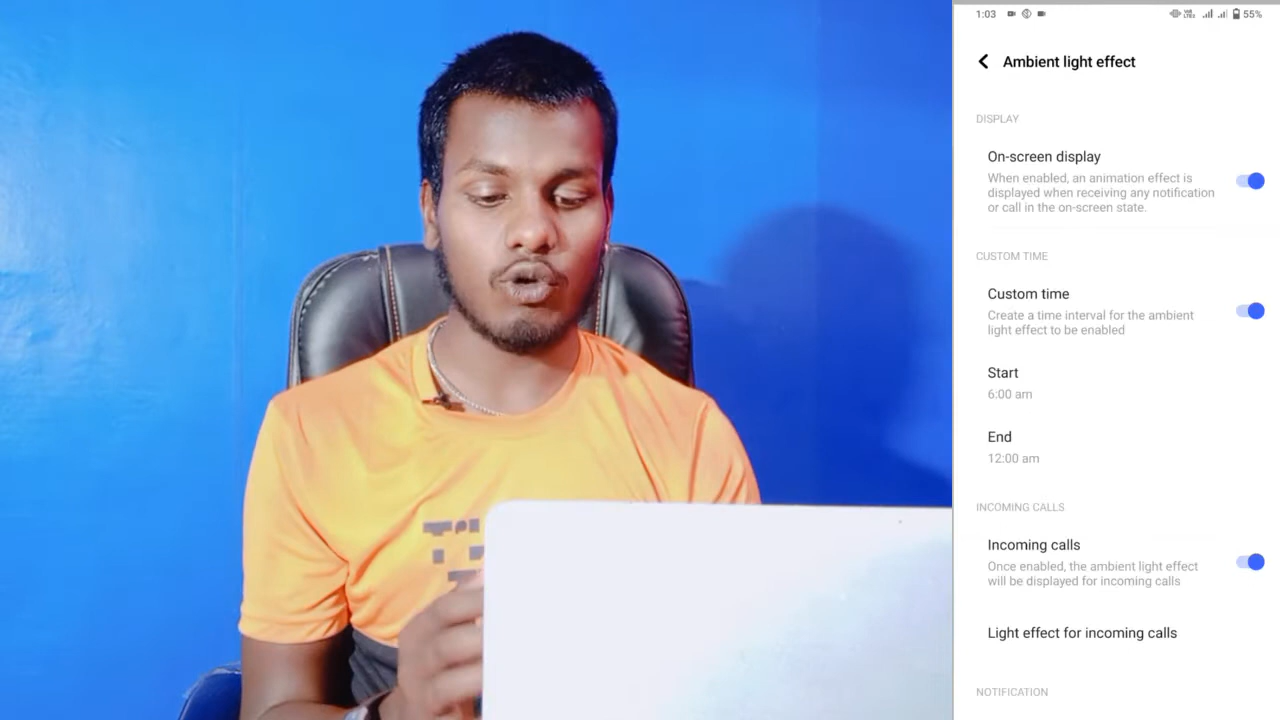 1:03
55%
Ambient light effect
DISPLAY
On-screen display
When enabled, an animation effect is
displayed when receiving any notification
or call in the on-screen state.
CUSTOM TIME
Custom time
Create a time interval for the ambient
light effect to be enabled
Start
6:00 am
End
12:00 am
INCOMING CALLS
Incoming calls
Once enabled, the ambient light effect
will be displayed for incoming calls
Light effect for incoming calls
NOTIFICATION